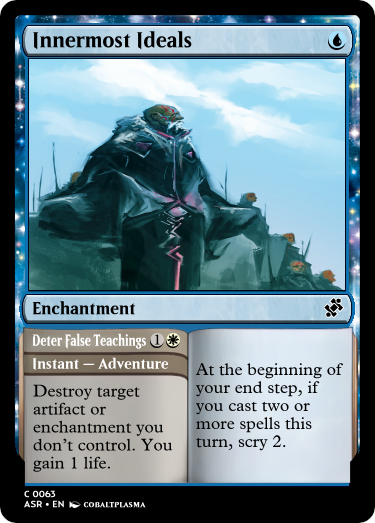 Innermost Ideals
Enchantment
Deter False Teachings 1
Instant — Adventure
Destroy target
artifact or
enchantment you
don't control. You
gain 1 life.
At the beginning of
your end step, if
you cast two or
more spells this
turn, scry 2.
C 0063
ASR • EN COBALTPLASMA